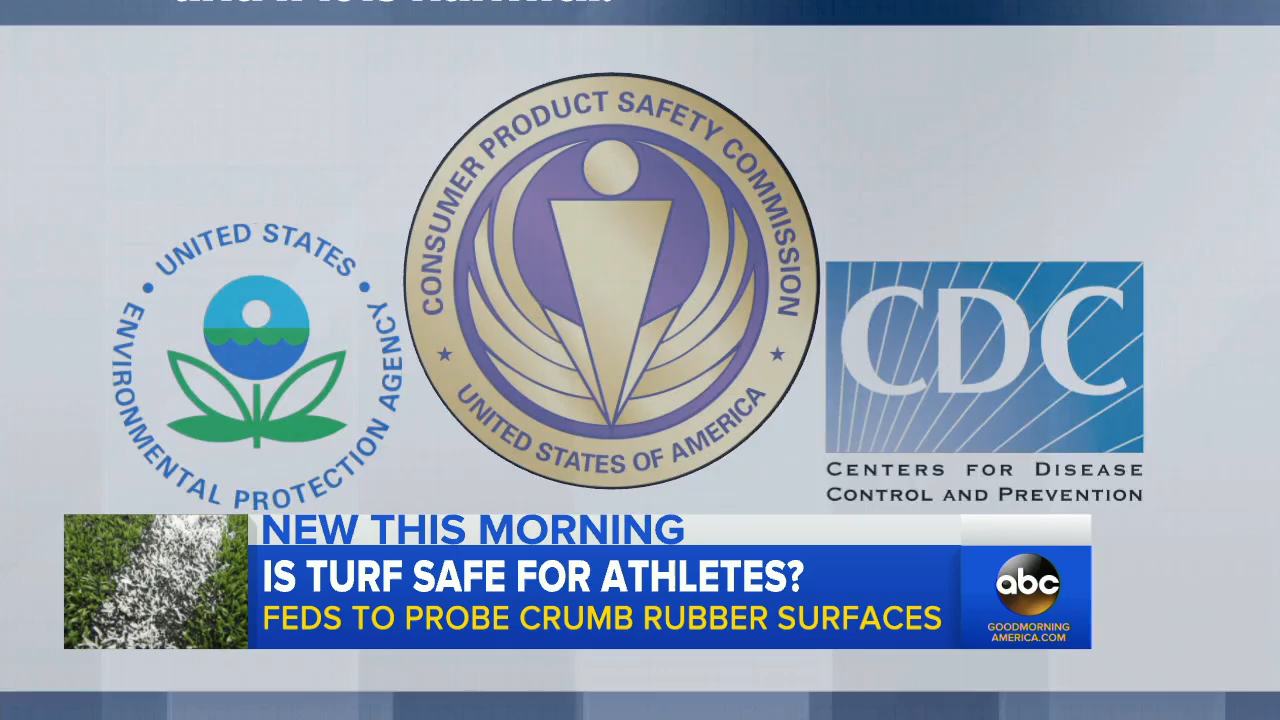 CONSUMER PRODUCT SAFETY COMMISSION
UNITED STATES OF AMERICA
UNITED STATES
ENVIRONMENTAL PROTECTION AGENCY
CDC
CENTERS FOR DISEASE
CONTROL AND PREVENTION
NEW THIS MORNING
IS TURF SAFE FOR ATHLETES?
FEDS TO PROBE CRUMB RUBBER SURFACES
abc
GOODMORNING
AMERICA.COM